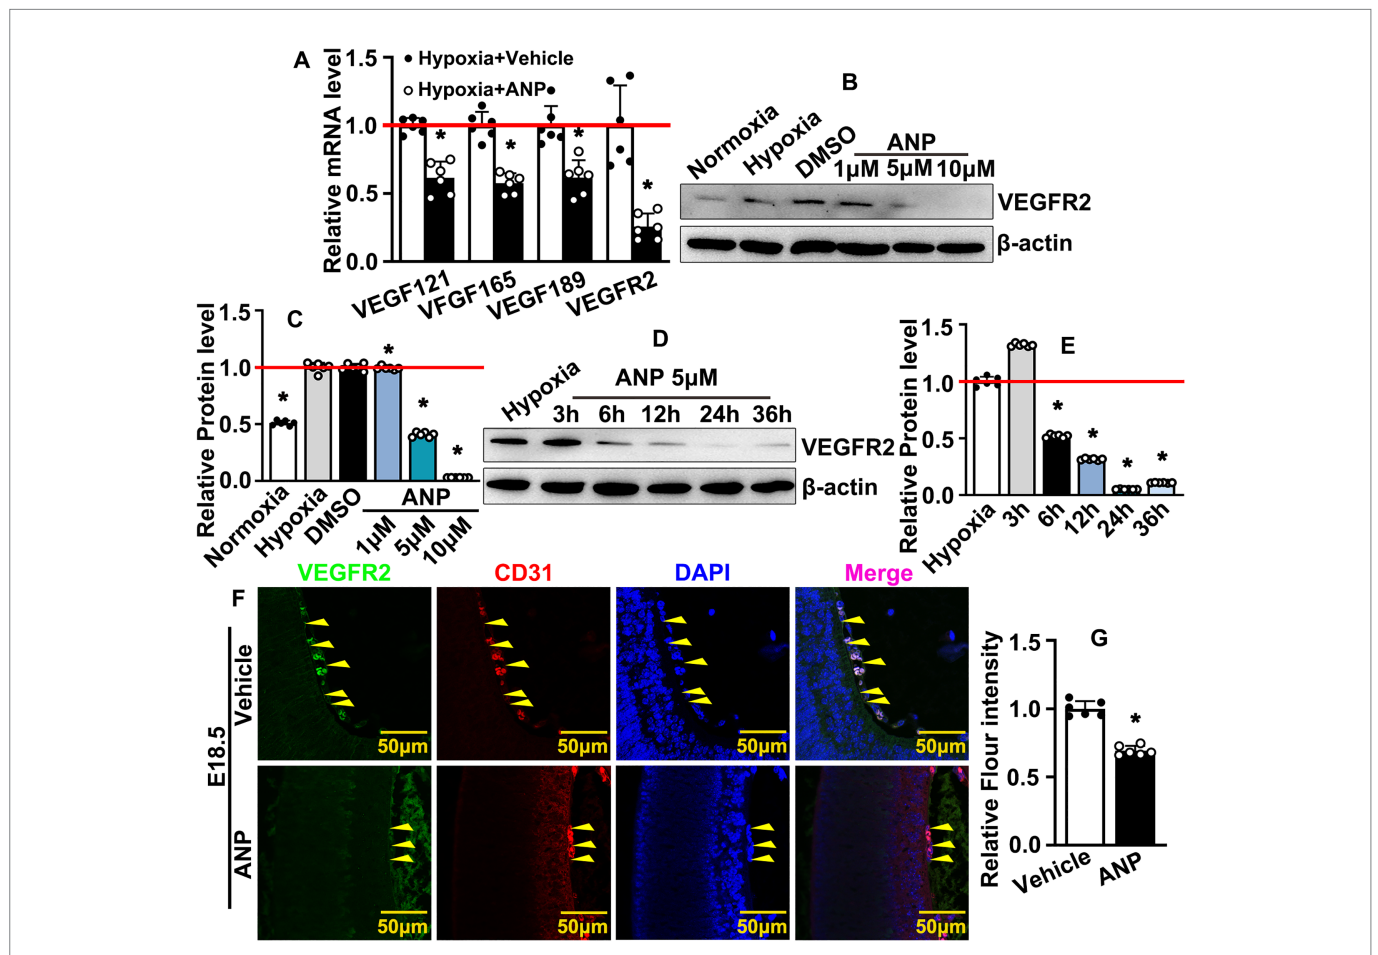 A
Relative mRNA level
1.5
1.0
0.5
0.0
Hypoxia+Vehicle
Hypoxia+ANP
*
*
*
*
VEGF121
VFGF165
VEGF189
VEGFR2
B
Normoxia
Hypoxia
DMSO
ANP
1μM 5μM 10μM
VEGFR2
β-actin
C
Relative Protein level
1.5
1.0
0.5
0.0
*
*
*
*
Normoxia
Hypoxia
DMSO
1μM
5μM
10μM
ANP
D
Hypoxia
ANP 5μM
3h 6h 12h 24h 36h
VEGFR2
β-actin
E
Relative Protein level
1.5
1.0
0.5
0.0
*
*
*
*
Hypoxia
3h
6h
12h
24h
36h
F
VEGFR2 CD31 DAPI Merge
E18.5
Vehicle
50μm 50μm 50μm 50μm
ANP
50μm 50μm 50μm 50μm
G
Relative Flour intensity
1.5
1.0
0.5
0.0
*
Vehicle
ANP